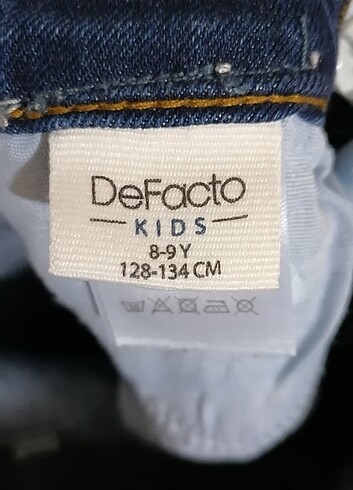 DeFacto
KIDS
8-9 Y
128-134 CM